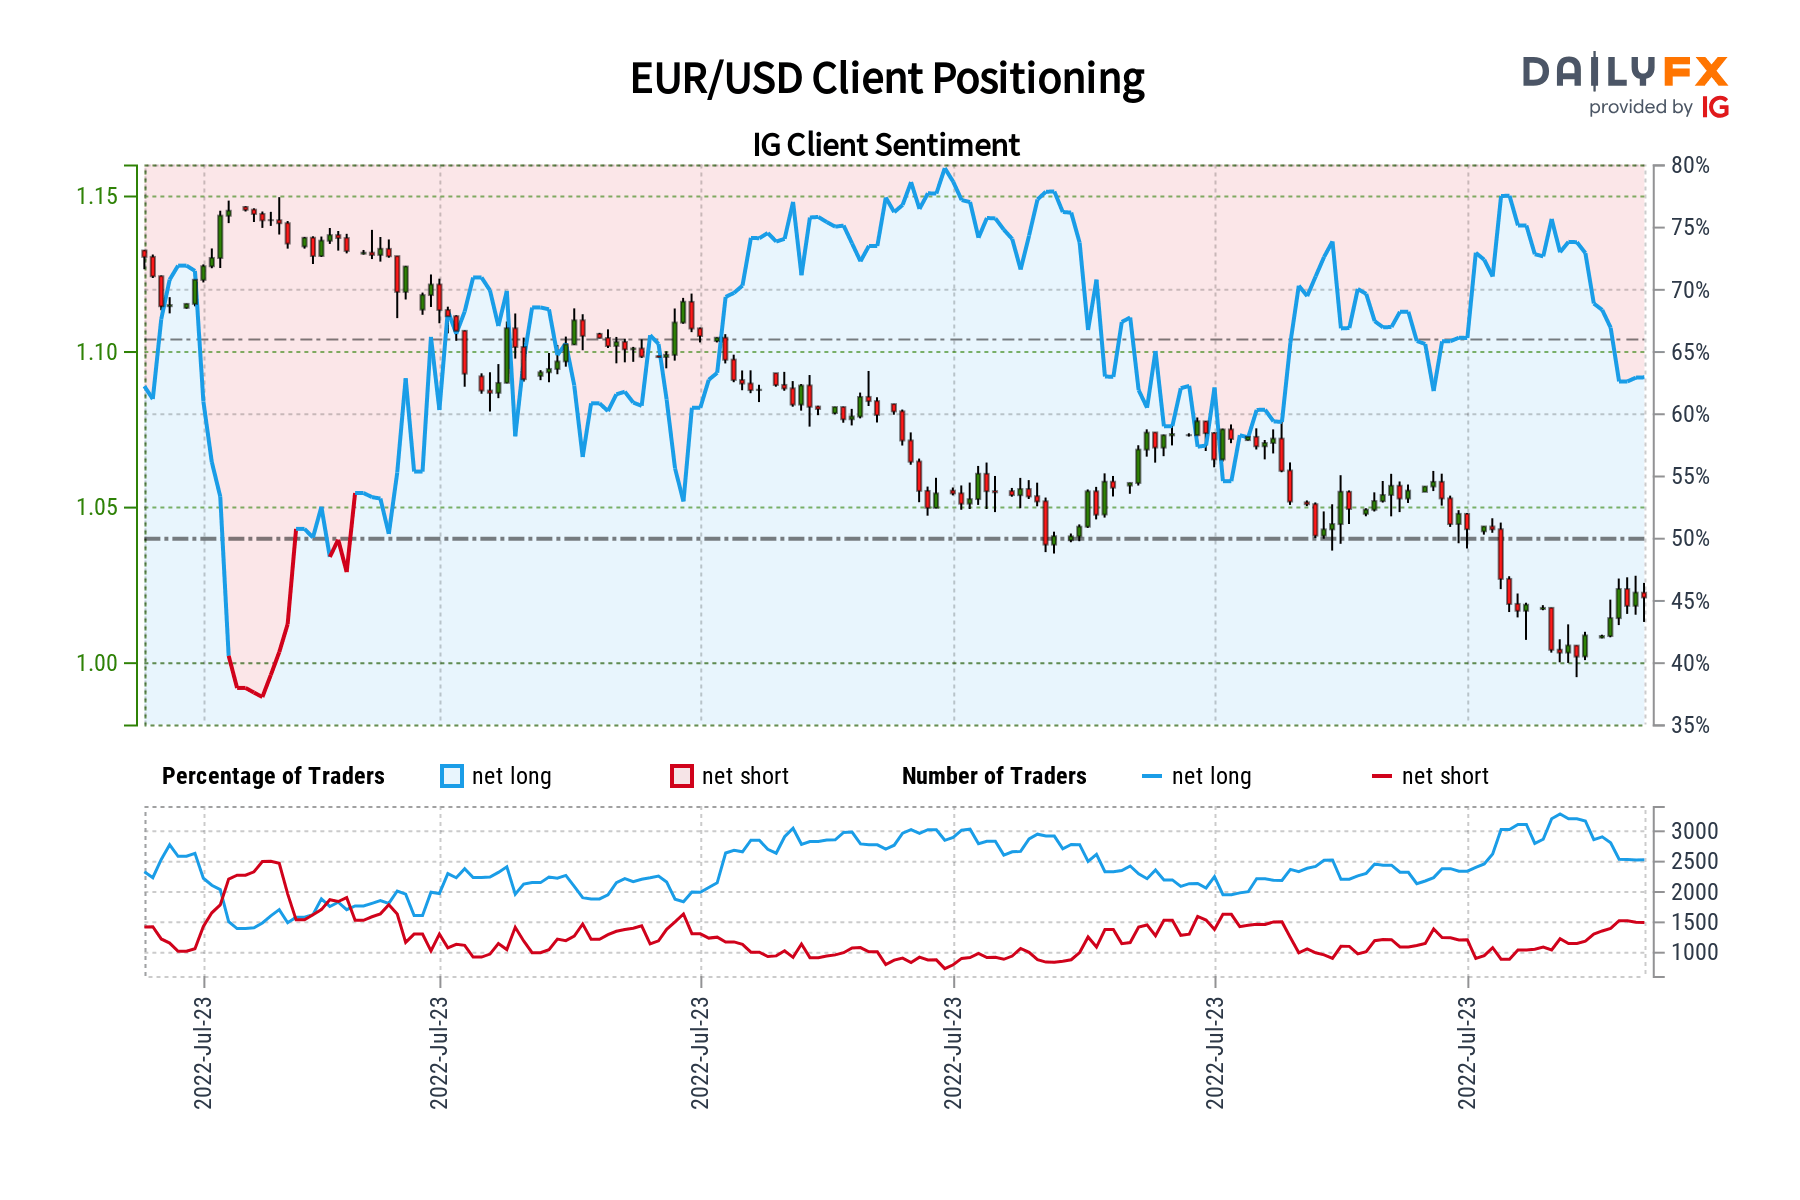 EUR/USD Client Positioning
DAILYFX
provided by IG
IG Client Sentiment
1.15
1.10
1.05
1.00
80%
75%
70%
65%
60%
55%
50%
45%
40%
35%
Percentage of Traders net long net short Number of Traders net long net short
3000
2500
2000
1500
1000
2022-Jul-23
2022-Jul-23
2022-Jul-23
2022-Jul-23
2022-Jul-23
2022-Jul-23